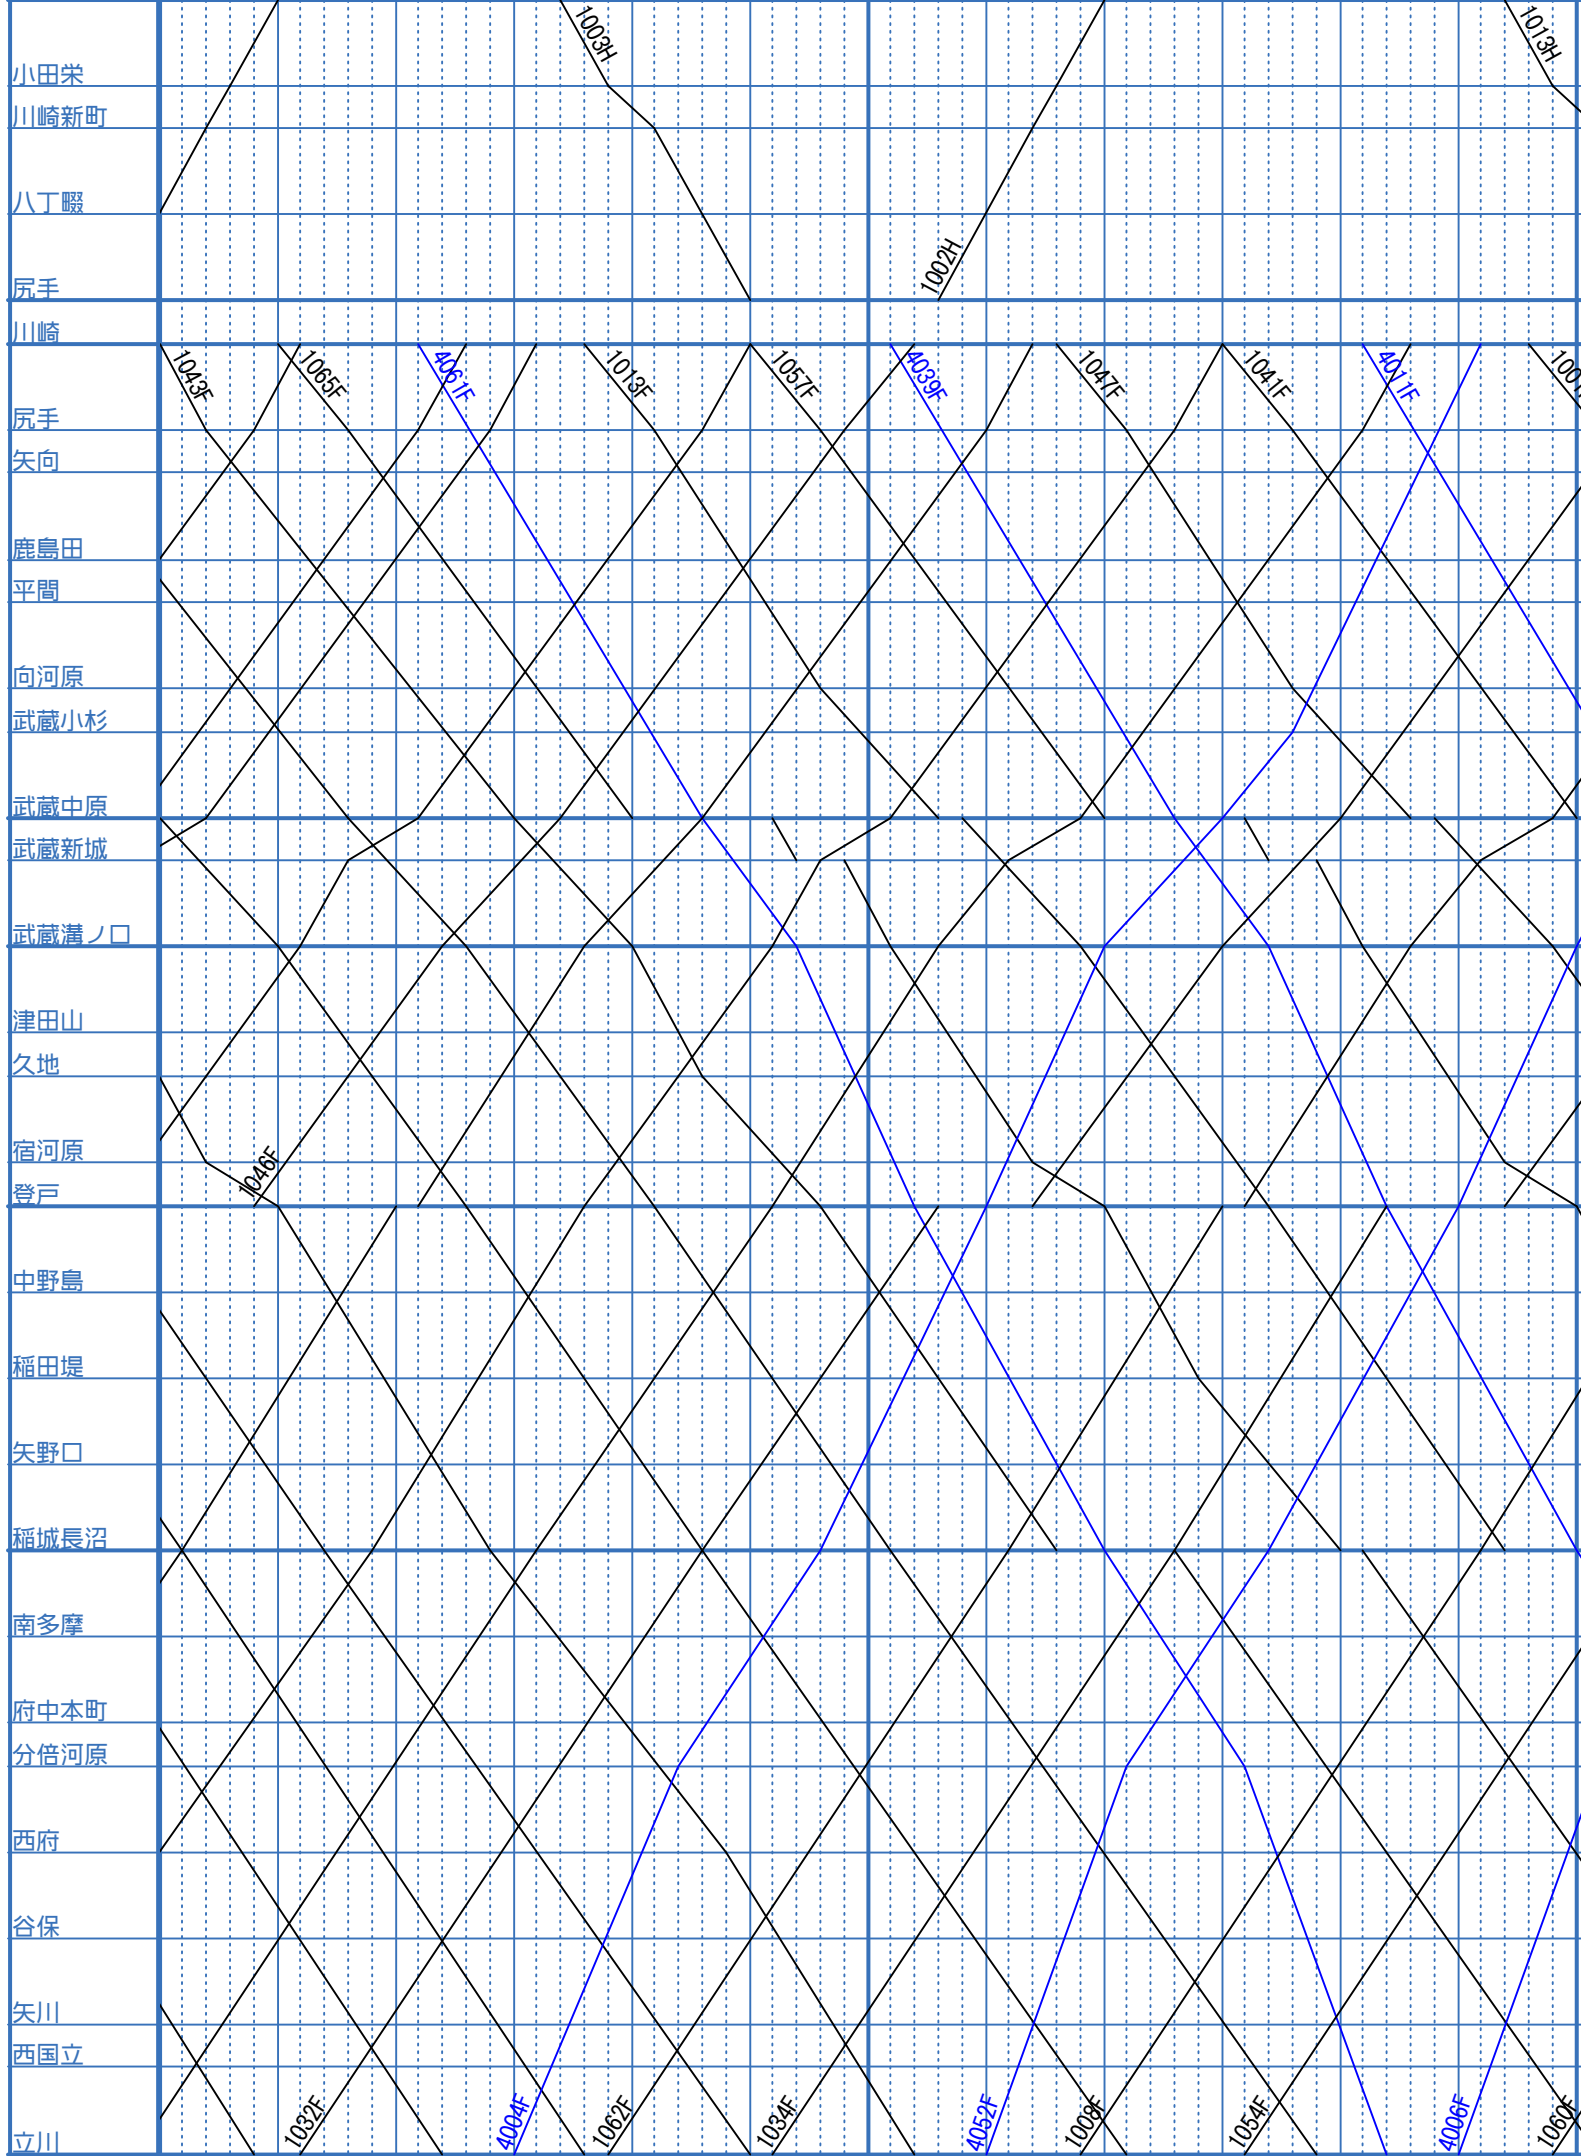 1003H
1013H
小田栄
川崎新町
八丁畷
1002H
尻手
川崎
1043F
1065F
4061F
1013F
1057F
4039F
1047F
1041F
4011F
尻手
矢向
鹿島田
平間
向河原
武蔵小杉
武蔵中原
武蔵新城
武蔵溝ノ口
津田山
久地
宿河原
1046F
登戸
中野島
稲田堤
矢野口
稲城長沼
南多摩
府中本町
分倍河原
西府
谷保
矢川
西国立
立川
1032F
4004F
1062F
1034F
4052F
1008F
1054F
4006F
1060F